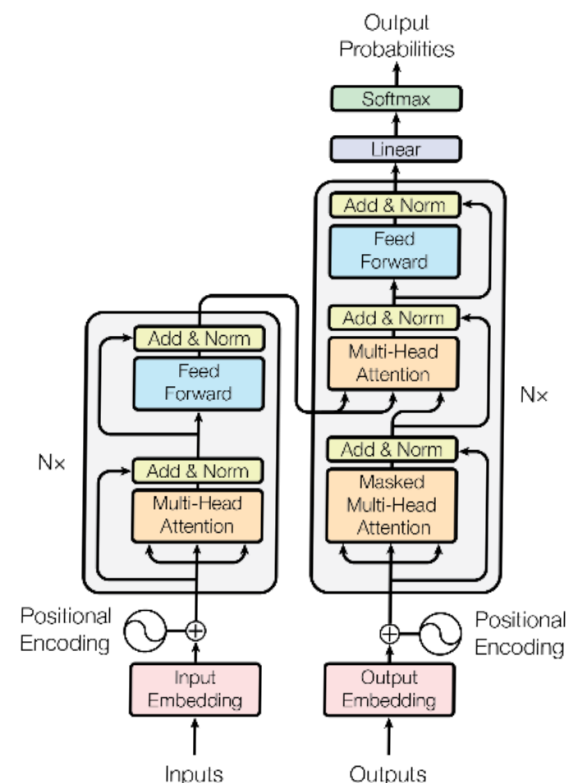 Output
Probabilities
Softmax
Linear
Add & Norm
Feed
Forward
Add & Norm
Multi-Head
Attention
Nx
Add & Norm
Masked
Multi-Head
Attention
Add & Norm
Feed
Forward
Nx
Add & Norm
Multi-Head
Attention
Positional
Encoding
Positional
Encoding
Input
Embedding
Output
Embedding
Inputs
Outputs